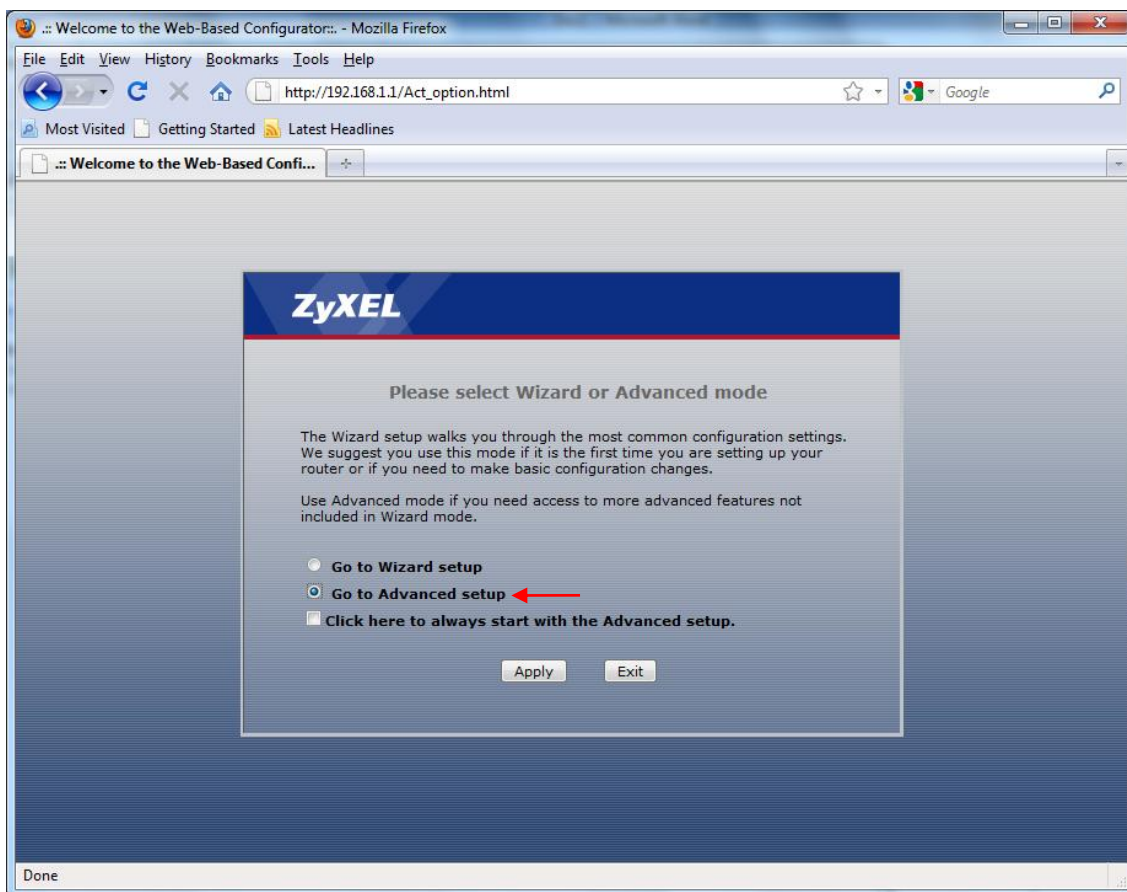 .:: Welcome to the Web-Based Configurator::. - Mozilla Firefox
File Edit View History Bookmarks Tools Help
http://192.168.1.1/Act_option.html
Google
Most Visited Getting Started Latest Headlines
.:: Welcome to the Web-Based Confi...
ZyXEL
Please select Wizard or Advanced mode
The Wizard setup walks you through the most common configuration settings.
We suggest you use this mode if it is the first time you are setting up your
router or if you need to make basic configuration changes.
Use Advanced mode if you need access to more advanced features not
included in Wizard mode.
Go to Wizard setup
Go to Advanced setup
Click here to always start with the Advanced setup.
Apply Exit
Done